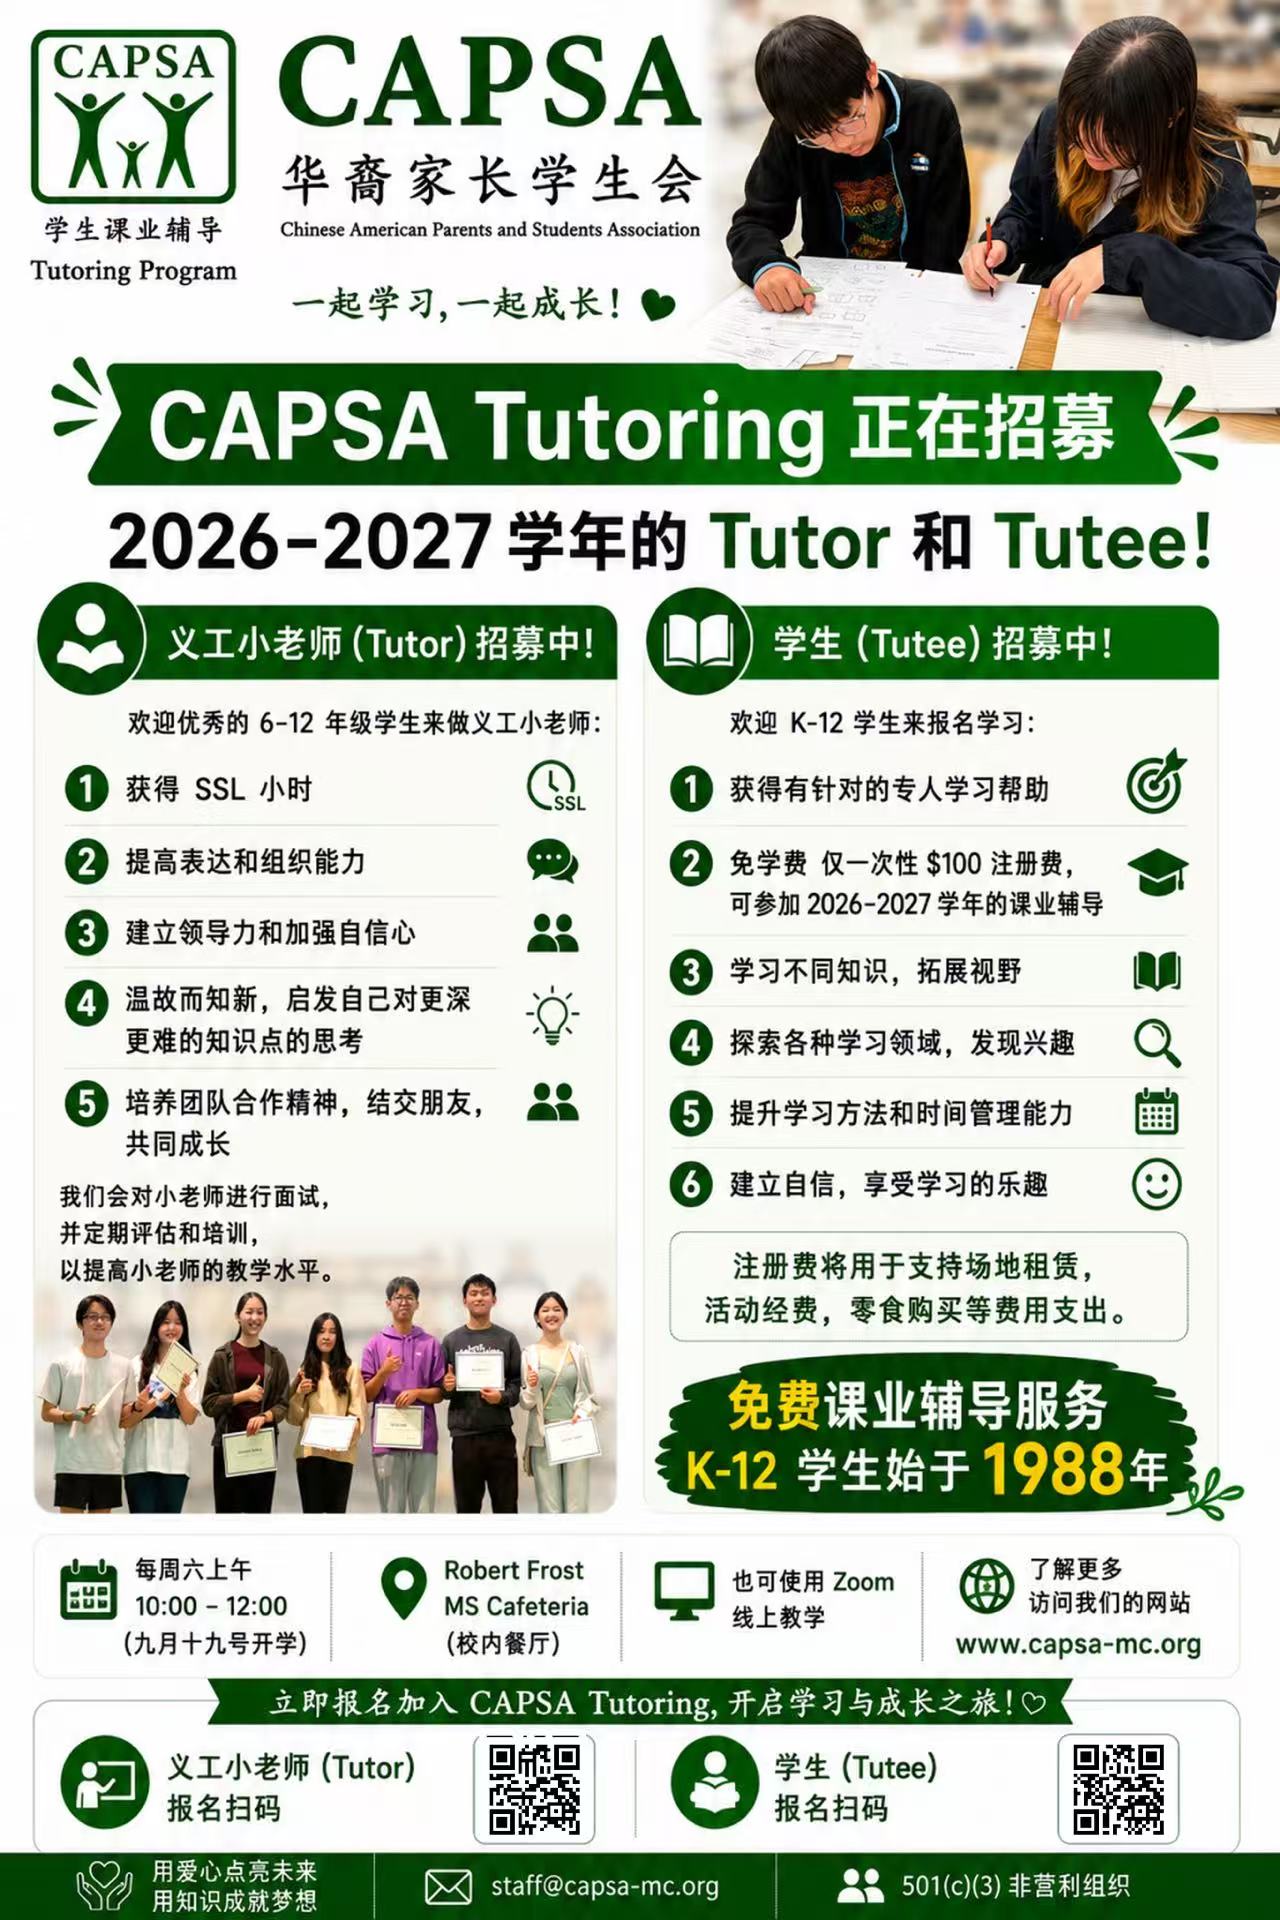 CAPSA
学生课业辅导
Tutoring Program
CAPSA
华裔家长学生会
Chinese American Parents and Students Association
一起学习,一起成长!
CAPSA Tutoring 正在招募
2026-2027 学年的 Tutor 和 Tutee!
义工小老师 (Tutor) 招募中!
欢迎优秀的 6-12 年级学生来做义工小老师:
1 获得 SSL 小时
SSL
2 提高表达和组织能力
3 建立领导力和加强自信心
4 温故而知新，启发自己对更深
更难的知识点的思考
5 培养团队合作精神，结交朋友，
共同成长
我们会对小老师进行面试，
并定期评估和培训，
以提高小老师的教学水平。
学生 (Tutee) 招募中!
欢迎 K-12 学生来报名学习:
1 获得有针对的专人学习帮助
2 免学费 仅一次性 $100 注册费，
可参加 2026-2027 学年的课业辅导
3 学习不同知识，拓展视野
4 探索各种学习领域，发现兴趣
5 提升学习方法和时间管理能力
6 建立自信，享受学习的乐趣
注册费将用于支持场地租赁，
活动经费，零食购买等费用支出。
免费课业辅导服务
K-12 学生始于 1988年
每周六上午
10:00 - 12:00
(九月十九号开学)
Robert Frost
MS Cafeteria
(校内餐厅)
也可使用 Zoom
线上教学
了解更多
访问我们的网站
www.capsa-mc.org
立即报名加入 CAPSA Tutoring, 开启学习与成长之旅!
义工小老师 (Tutor)
报名扫码
学生 (Tutee)
报名扫码
用爱心点亮未来
用知识成就梦想
staff@capsa-mc.org
501(c)(3) 非营利组织